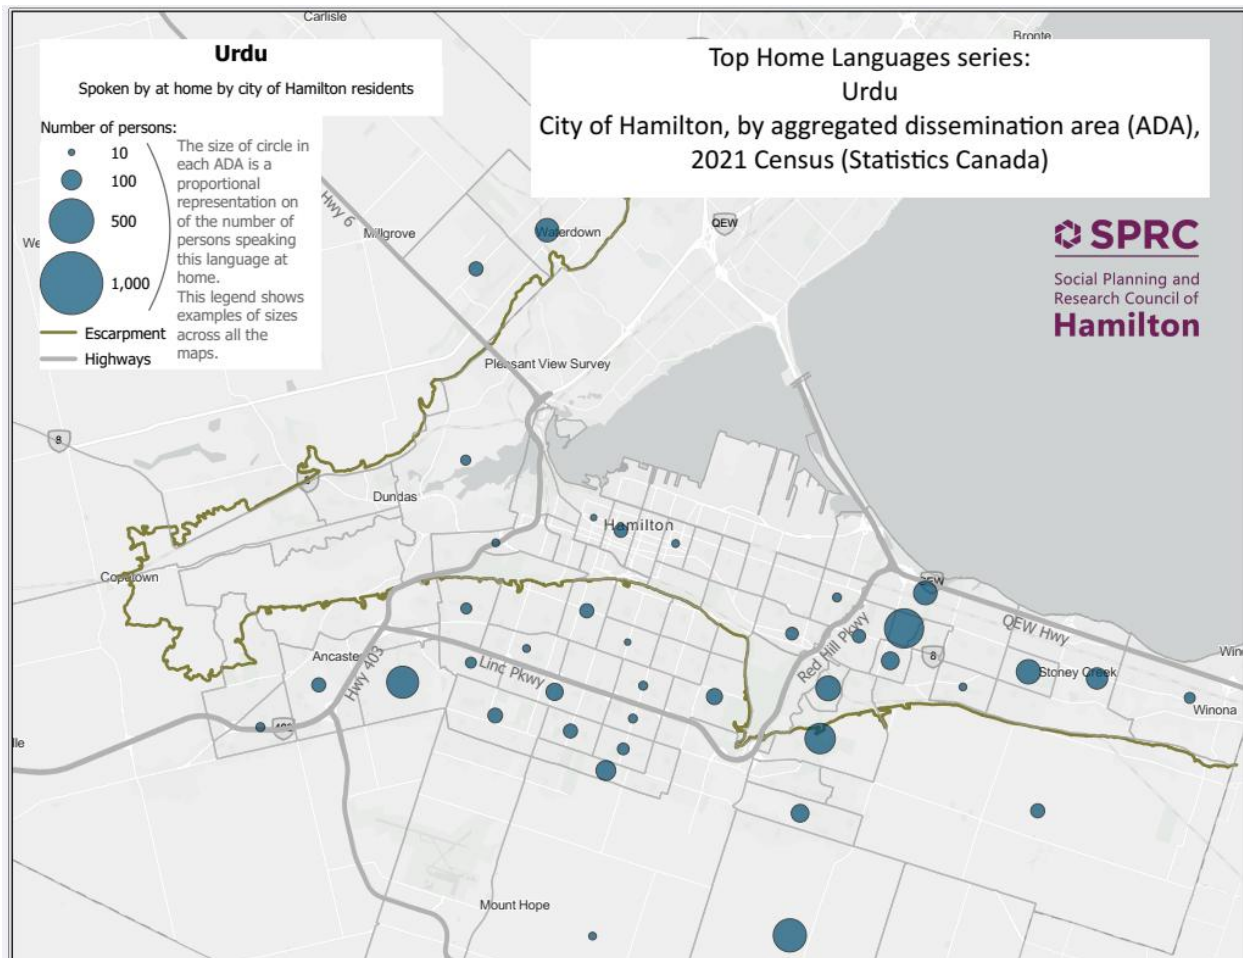 Carlisle
Bronte
Urdu
Spoken by at home by city of Hamilton residents
Number of persons:
10
100
500
1,000
Escarpment
Highways
The size of circle in
each ADA is a
proportional
representation on
of the number of
persons speaking
this language at
home.
This legend shows
examples of sizes
across all the
maps.
Top Home Languages series:
Urdu
City of Hamilton, by aggregated dissemination area (ADA),
2021 Census (Statistics Canada)
SPRC
Social Planning and
Research Council of
Hamilton
Hwy 6
QEW
We
Millgrove
Waterdown
Pleasant View Survey
8
Dundas
Hamilton
Copetown
QEW
QEW Hwy
Red Hill Pkwy
8
Ancaster
Hwy 403
Linc Pkwy
Stoney Creek
Win
Winona
403
lle
Mount Hope